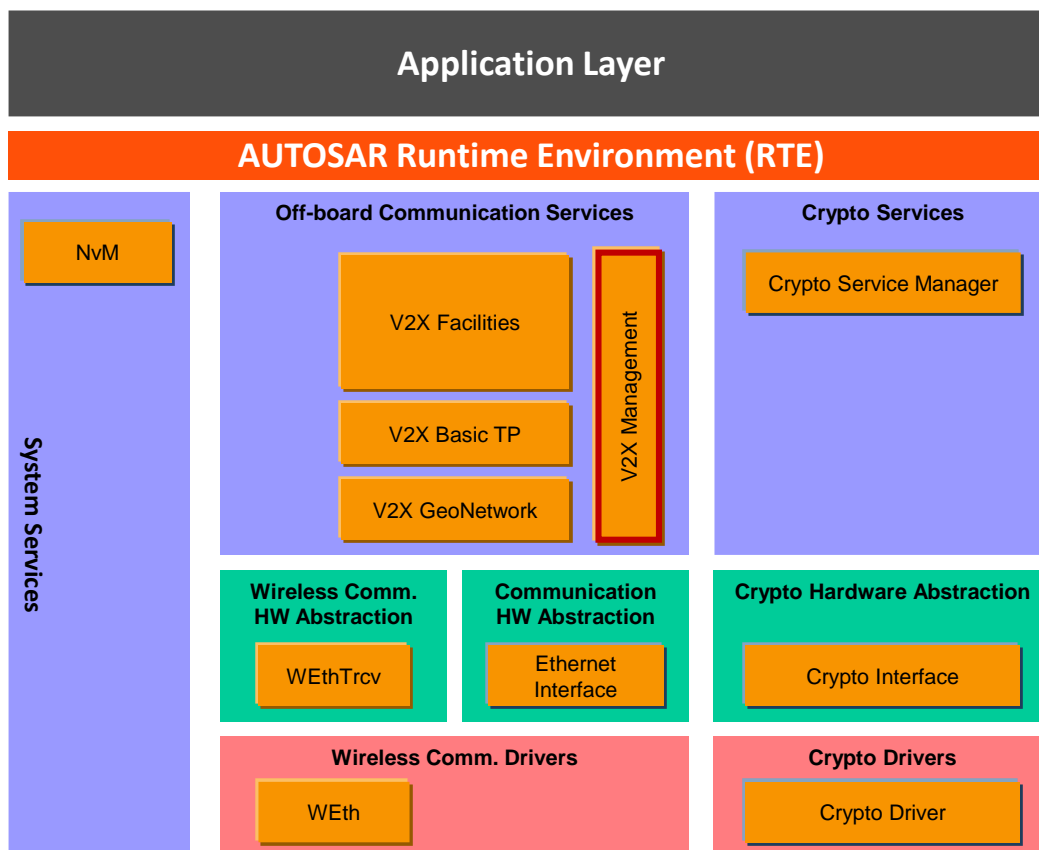 Application Layer
AUTOSAR Runtime Environment (RTE)
System Services
NvM
Off-board Communication Services
V2X Facilities
V2X Basic TP
V2X GeoNetwork
V2X Management
Crypto Services
Crypto Service Manager
Wireless Comm.
HW Abstraction
WEthTrcv
Communication
HW Abstraction
Ethernet
Interface
Crypto Hardware Abstraction
Crypto Interface
Wireless Comm. Drivers
WEth
Crypto Drivers
Crypto Driver